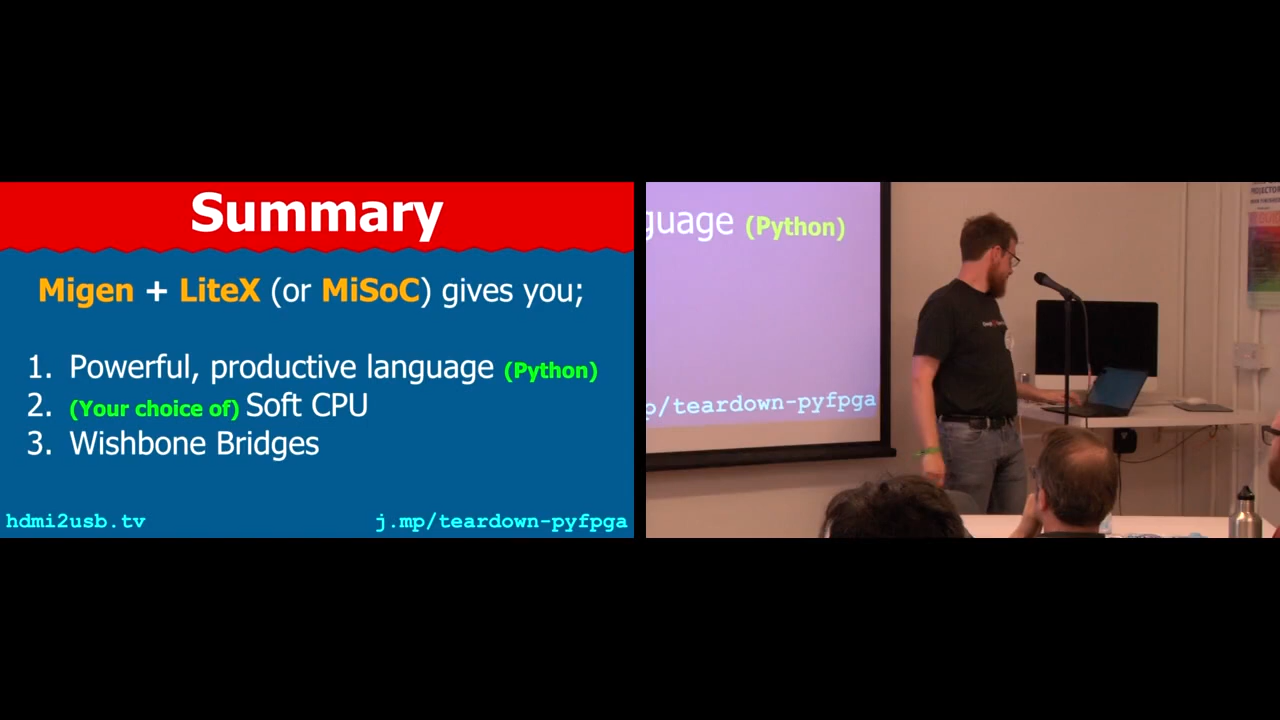 Summary
Migen + LiteX (or MiSoC) gives you;
1. Powerful, productive language (Python)
2. (Your choice of) Soft CPU
3. Wishbone Bridges
hdmi2usb.tv
j.mp/teardown-pyfpga
guage (Python)
p/teardown-pyfpga